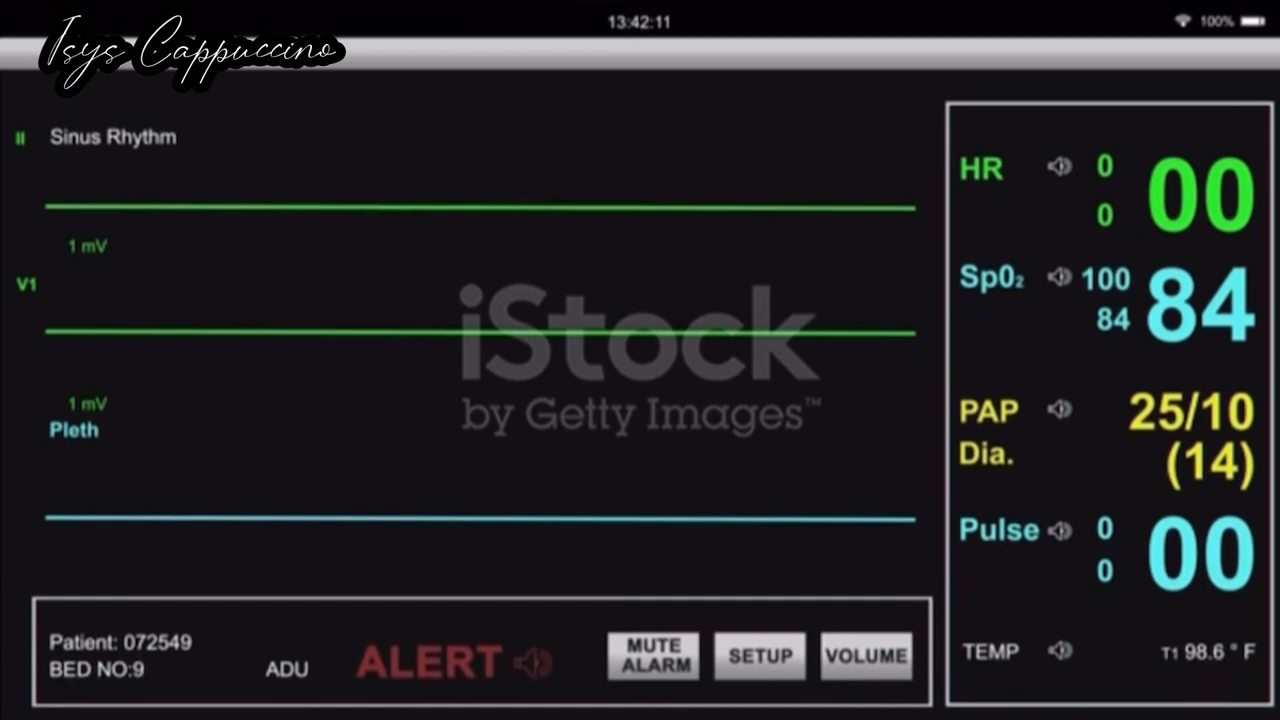 13:42:11
100%
Isys Cappuccino
II Sinus Rhythm
1 mV
V1
1 mV
Pleth
iStock
by Getty Images™
HR 0 00
0
Sp0₂ 100 84
84
PAP 25/10
Dia. (14)
Pulse 0 00
0
TEMP T1 98.6 ° F
Patient: 072549
BED NO:9 ADU
ALERT
MUTE ALARM
SETUP
VOLUME